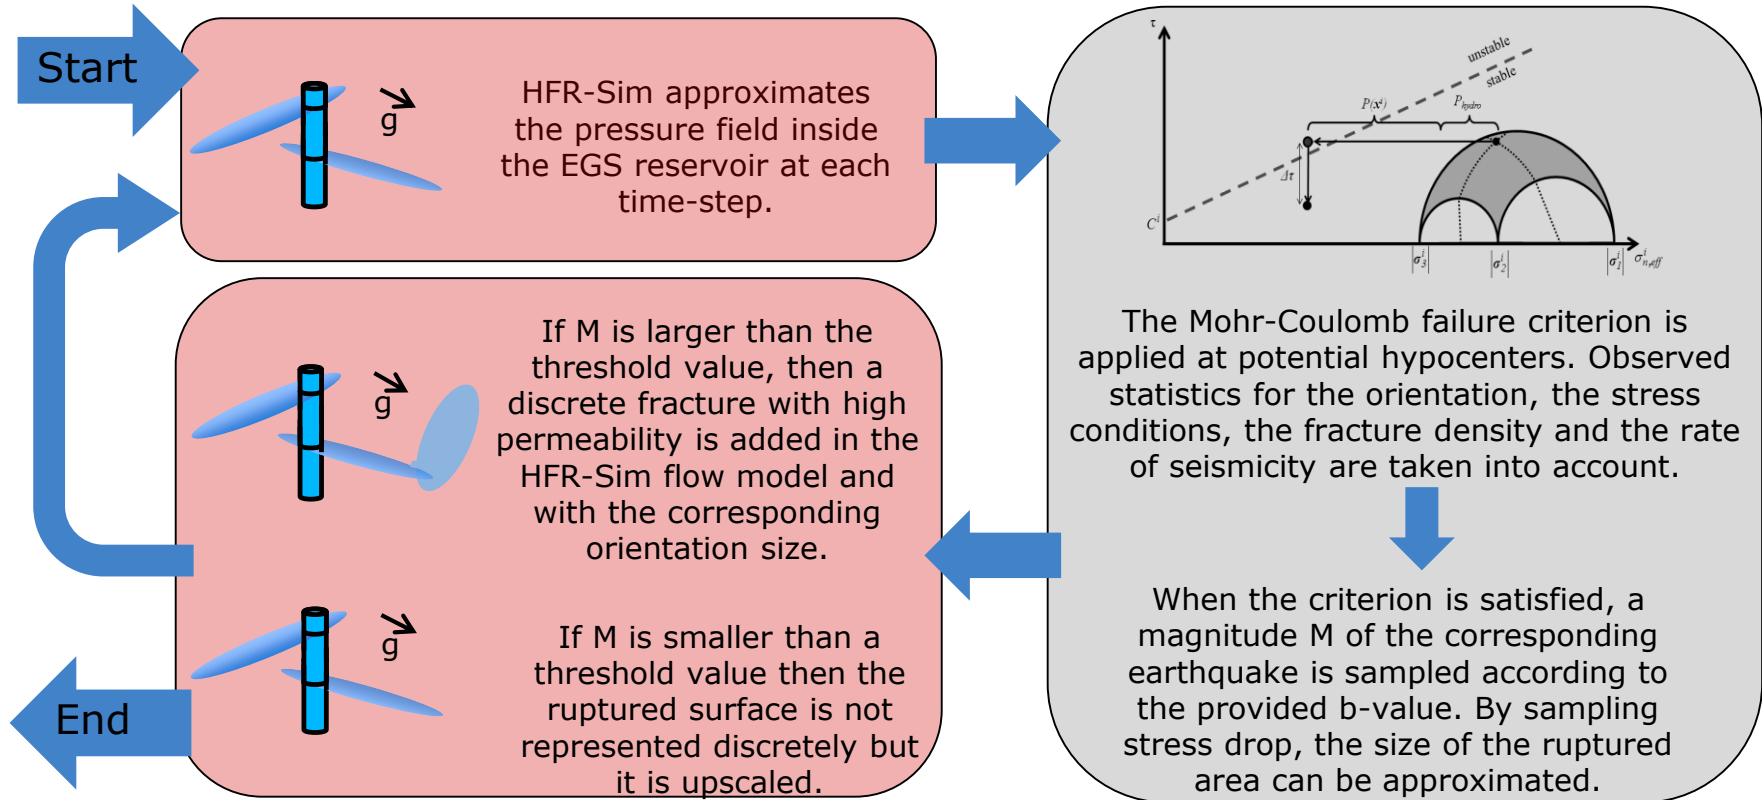 Start
g
HFR-Sim approximates
the pressure field inside
the EGS reservoir at each
time-step.
τ
unstable
stable
P(xⁱ)
P_hydro
Δτ
Cⁱ
|σ₃ⁱ|
|σ₂ⁱ|
|σ₁ⁱ|
σⁱ_n,eff
The Mohr-Coulomb failure criterion is
applied at potential hypocenters. Observed
statistics for the orientation, the stress
conditions, the fracture density and the rate
of seismicity are taken into account.
When the criterion is satisfied, a
magnitude M of the corresponding
earthquake is sampled according to
the provided b-value. By sampling
stress drop, the size of the ruptured
area can be approximated.
g
If M is larger than the
threshold value, then a
discrete fracture with high
permeability is added in the
HFR-Sim flow model and
with the corresponding
orientation size.
g
If M is smaller than a
threshold value then the
ruptured surface is not
represented discretely but
it is upscaled.
End